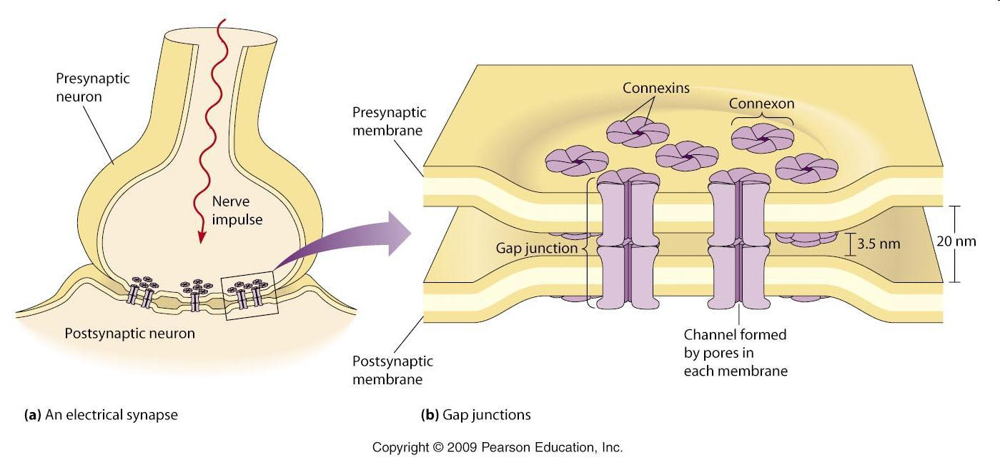 Presynaptic
neuron
Nerve
impulse
Postsynaptic neuron
(a) An electrical synapse
Presynaptic
membrane
Connexins
Connexon
Gap junction
3.5 nm
20 nm
Channel formed
by pores in
each membrane
Postsynaptic
membrane
(b) Gap junctions
Copyright © 2009 Pearson Education, Inc.